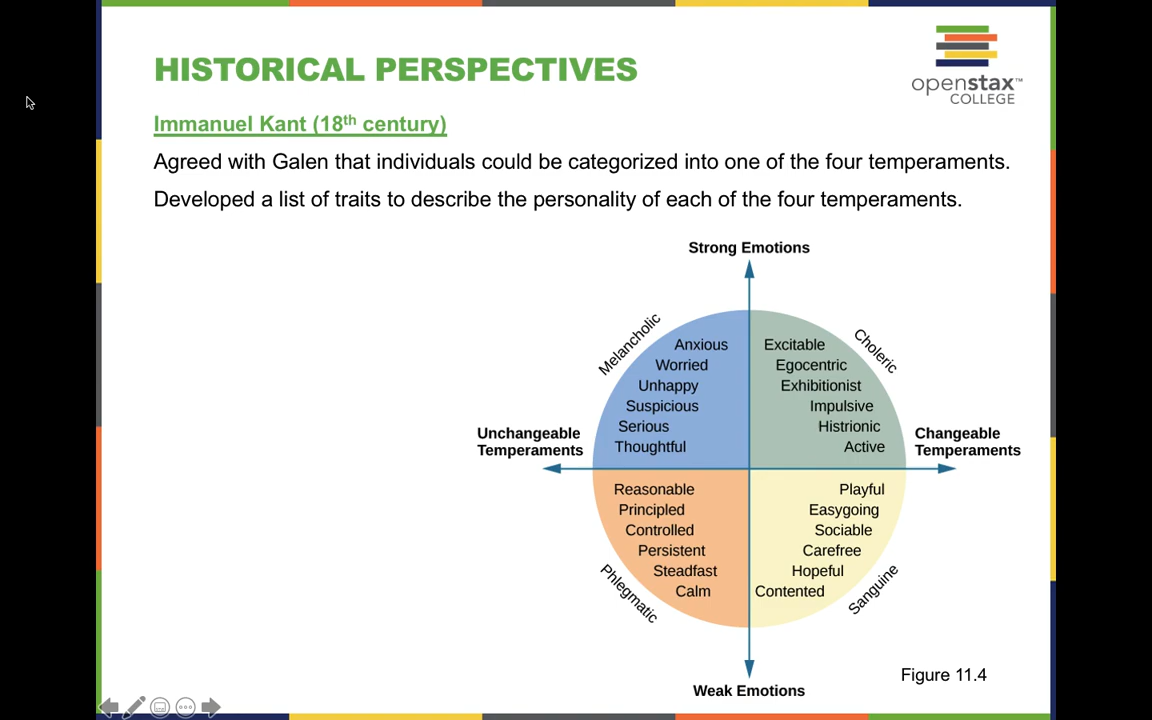 HISTORICAL PERSPECTIVES
openstax™
COLLEGE
Immanuel Kant (18th century)
Agreed with Galen that individuals could be categorized into one of the four temperaments.
Developed a list of traits to describe the personality of each of the four temperaments.
Strong Emotions
Melancholic
Choleric
Anxious
Worried
Unhappy
Suspicious
Serious
Thoughtful
Excitable
Egocentric
Exhibitionist
Impulsive
Histrionic
Active
Unchangeable
Temperaments
Changeable
Temperaments
Reasonable
Principled
Controlled
Persistent
Steadfast
Calm
Playful
Easygoing
Sociable
Carefree
Hopeful
Contented
Phlegmatic
Sanguine
Weak Emotions
Figure 11.4